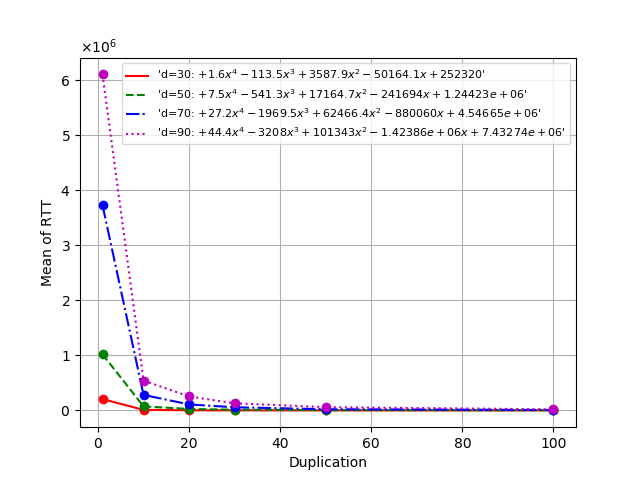 ×10⁶
'd=30: +1.6x⁴ − 113.5x³ + 3587.9x² − 50164.1x + 252320'
'd=50: +7.5x⁴ − 541.3x³ + 17164.7x² − 241694x + 1.24423e + 06'
'd=70: +27.2x⁴ − 1969.5x³ + 62466.4x² − 880060x + 4.54665e + 06'
'd=90: +44.4x⁴ − 3208x³ + 101343x² − 1.42386e + 06x + 7.43274e + 06'
6
5
4
3
2
1
0
Mean of RTT
0 20 40 60 80 100
Duplication